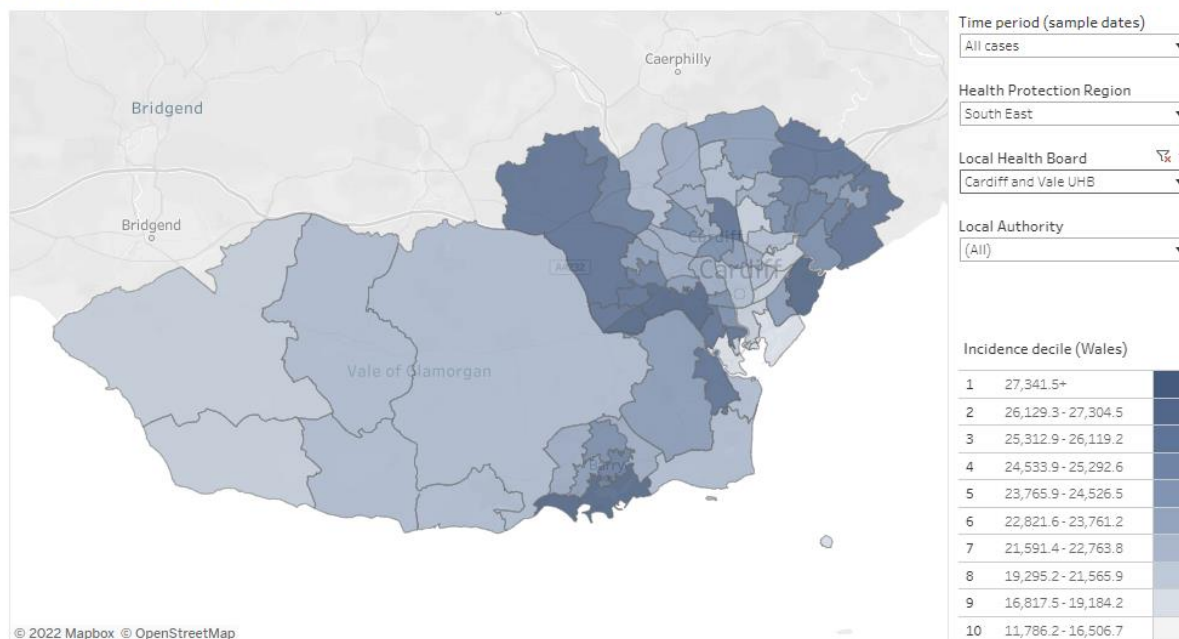 Time period (sample dates)
All cases
Health Protection Region
South East
Local Health Board
Cardiff and Vale UHB
Local Authority
(All)
Incidence decile (Wales)
1 27,341.5+
2 26,129.3 - 27,304.5
3 25,312.9 - 26,119.2
4 24,533.9 - 25,292.6
5 23,765.9 - 24,526.5
6 22,821.6 - 23,761.2
7 21,591.4 - 22,763.8
8 19,295.2 - 21,565.9
9 16,817.5 - 19,184.2
10 11,786.2 - 16,506.7
Caerphilly
Bridgend
Bridgend
Cardiff
Cardiff
A4232
Vale of Glamorgan
Barry
© 2022 Mapbox © OpenStreetMap